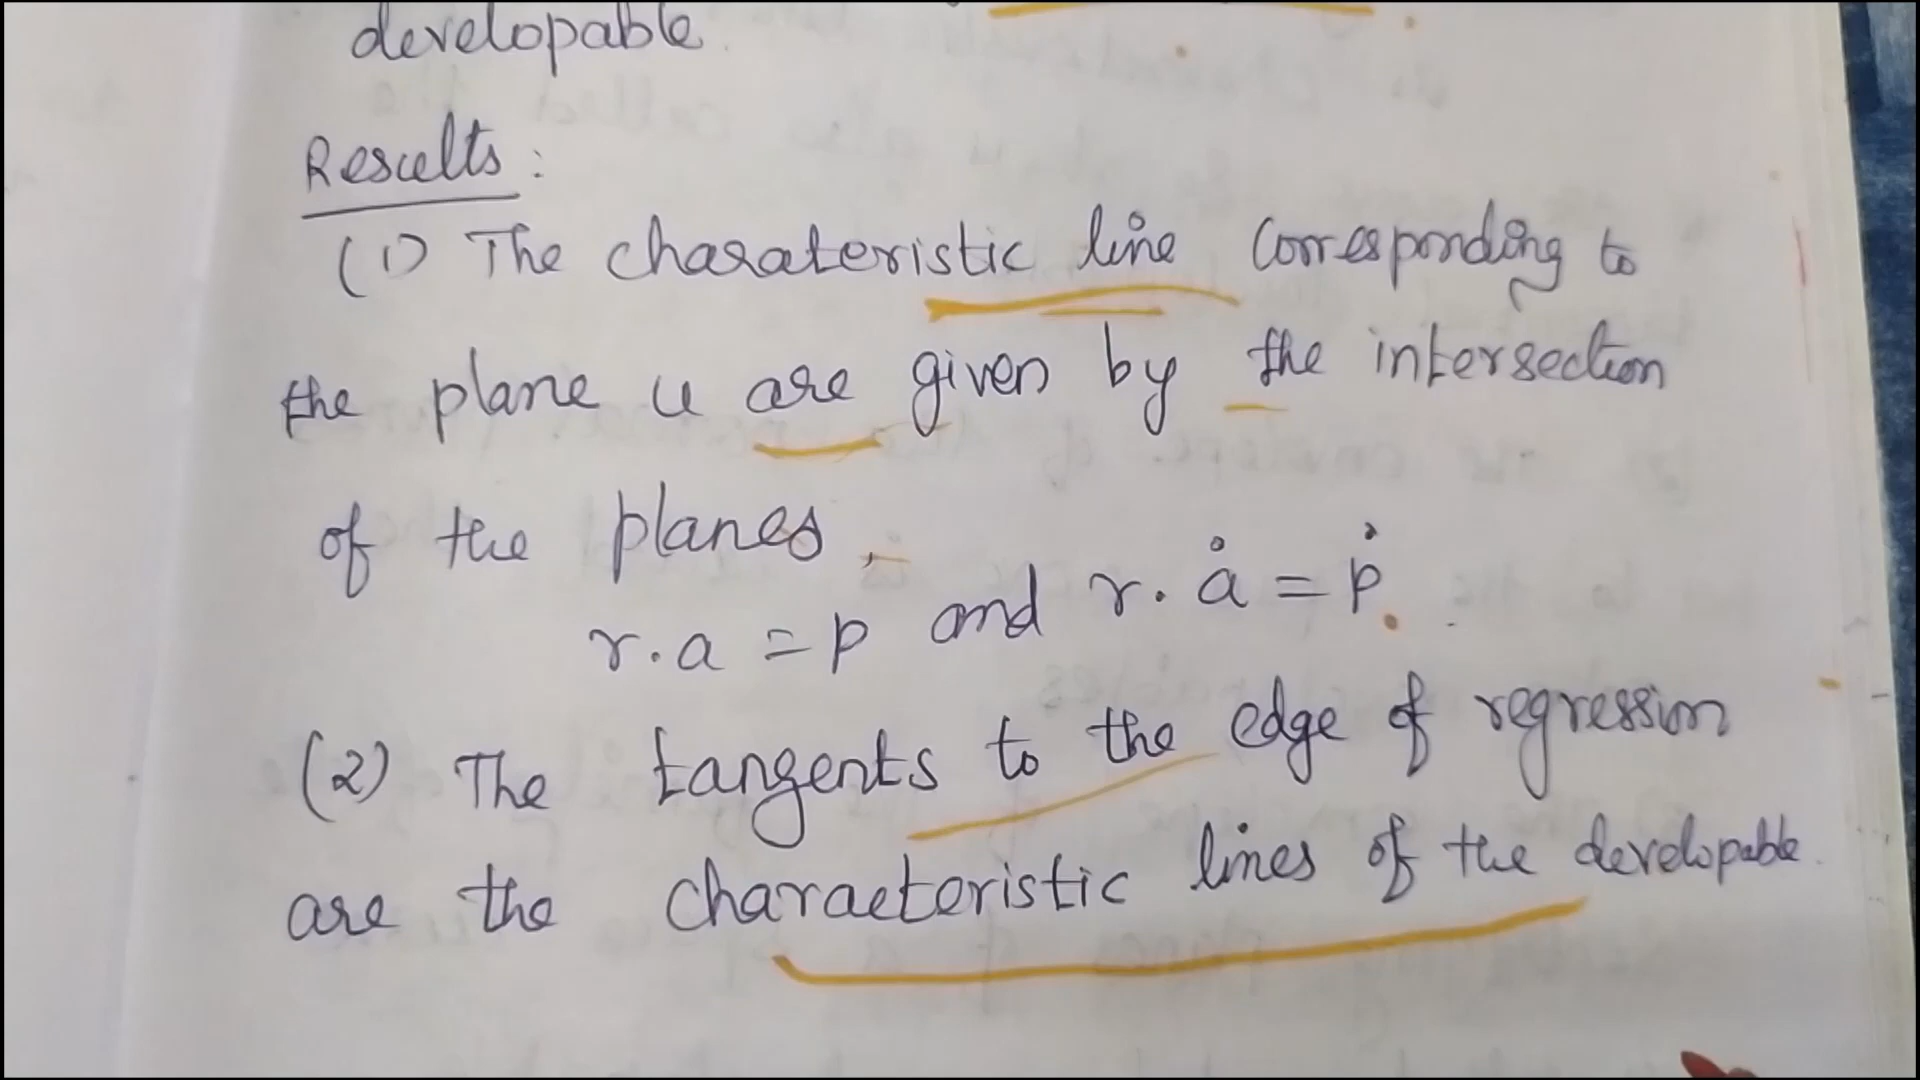 developable.
Results:
(1) The charateristic line corresponding to
the plane u are given by the intersection
of the planes,
r.a = p and r.ȧ = ṗ.
(2) The tangents to the edge of regression
are the characteristic lines of the developable.